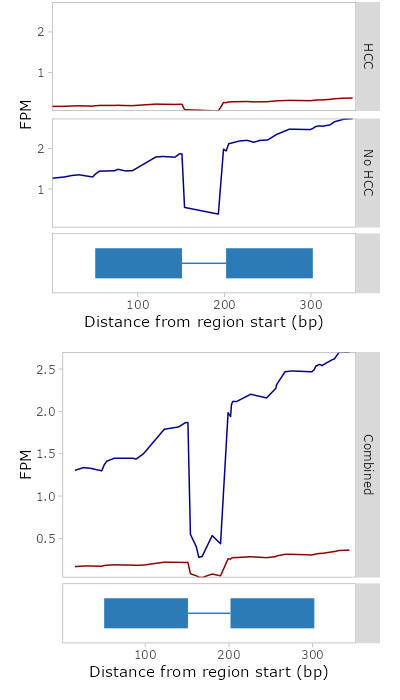 2
1
HCC
FPM
2
1
No HCC
100 200 300
Distance from region start (bp)
2.5
2.0
1.5
1.0
0.5
FPM
Combined
100 200 300
Distance from region start (bp)